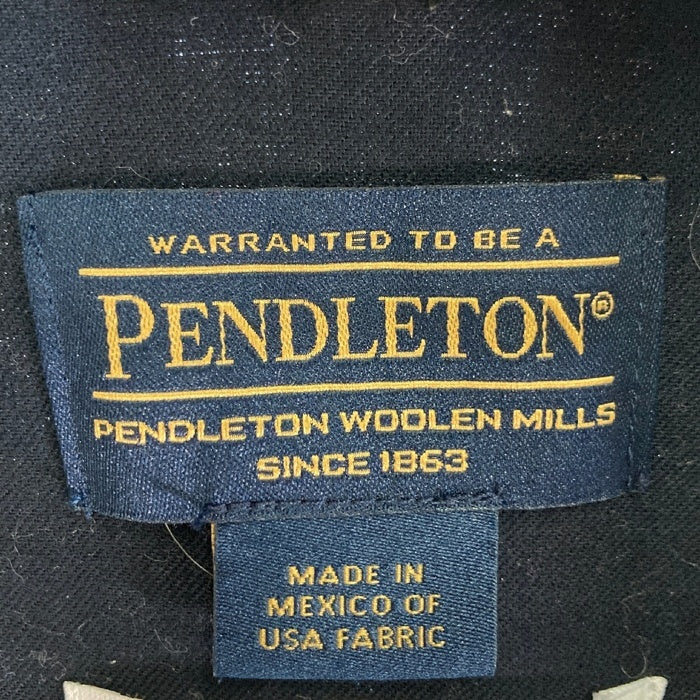 WARRANTED TO BE A
PENDLETON®
PENDLETON WOOLEN MILLS
SINCE 1863
MADE IN
MEXICO OF
USA FABRIC